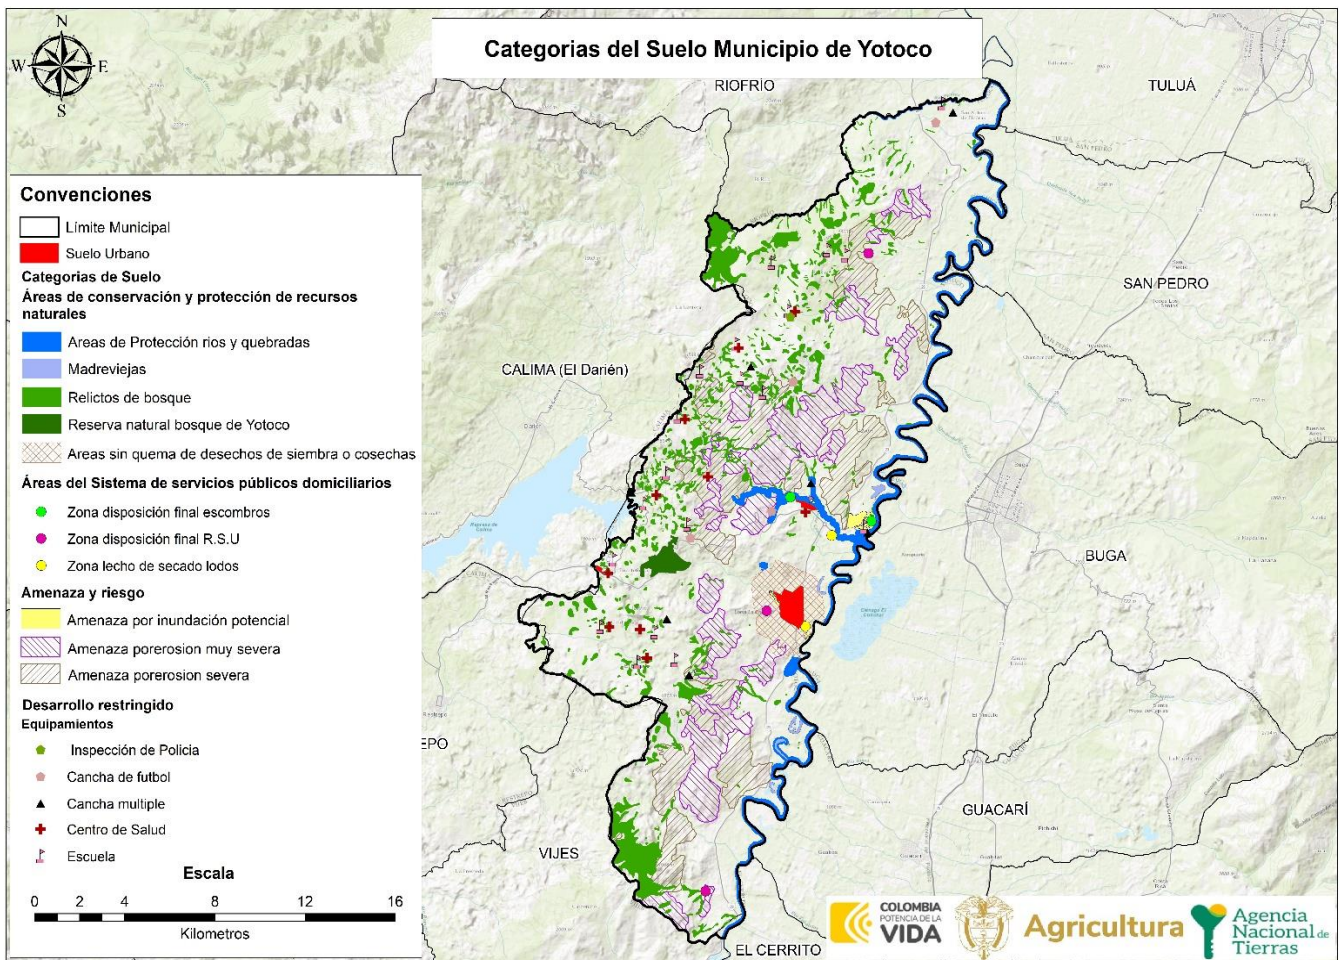 Categorias del Suelo Municipio de Yotoco
N
W
E
S
RIOFRÍO
TULUÁ
SAN PEDRO
CALIMA (El Darién)
BUGA
EPO
GUACARÍ
VIJES
EL CERRITO
Convenciones
Límite Municipal
Suelo Urbano
Categorias de Suelo
Áreas de conservación y protección de recursos
naturales
Areas de Protección rios y quebradas
Madreviejas
Relictos de bosque
Reserva natural bosque de Yotoco
Areas sin quema de desechos de siembra o cosechas
Áreas del Sistema de servicios públicos domiciliarios
Zona disposición final escombros
Zona disposición final R.S.U
Zona lecho de secado lodos
Amenaza y riesgo
Amenaza por inundación potencial
Amenaza porerosion muy severa
Amenaza porerosion severa
Desarrollo restringido
Equipamientos
Inspección de Policia
Cancha de futbol
Cancha multiple
Centro de Salud
Escuela
Escala
0 2 4 8 12 16
Kilometros
COLOMBIA
POTENCIA DE LA
VIDA
Agricultura
Agencia
Nacional de
Tierras